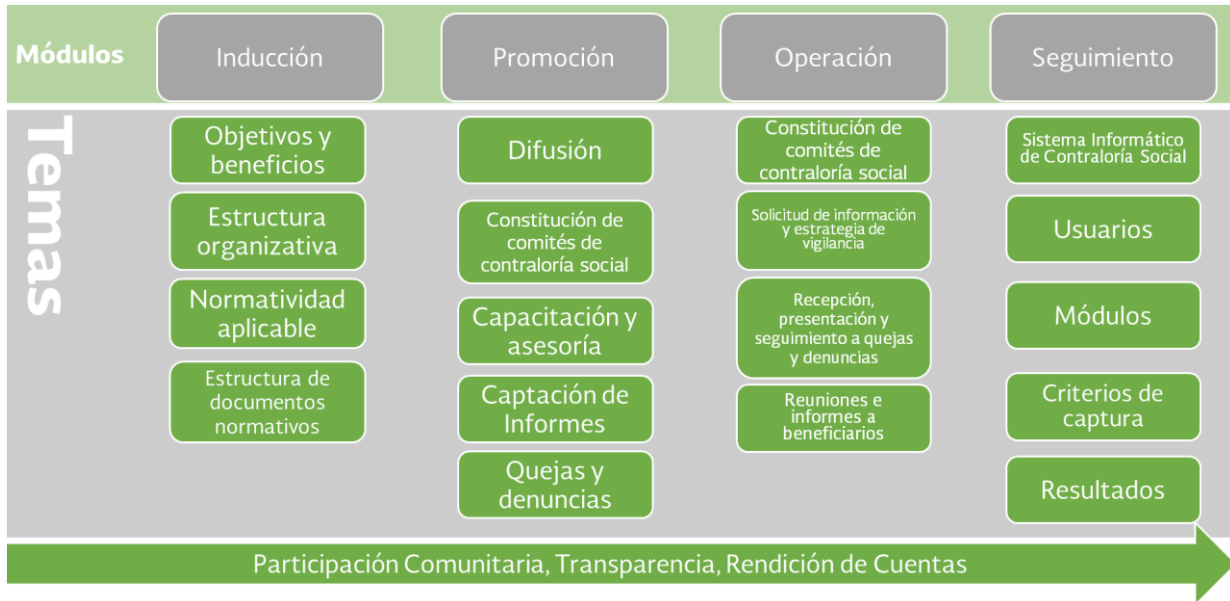 Módulos
Inducción
Promoción
Operación
Seguimiento
Temas
Objetivos y
beneficios
Estructura
organizativa
Normatividad
aplicable
Estructura de
documentos
normativos
Difusión
Constitución de
comités de
contraloría social
Capacitación y
asesoría
Captación de
Informes
Quejas y
denuncias
Constitución de
comités de
contraloría social
Solicitud de información
y estrategia de
vigilancia
Recepción,
presentación y
seguimiento a quejas
y denuncias
Reuniones e
informes a
beneficiarios
Sistema Informático
de Contraloría Social
Usuarios
Módulos
Criterios de
captura
Resultados
Participación Comunitaria, Transparencia, Rendición de Cuentas